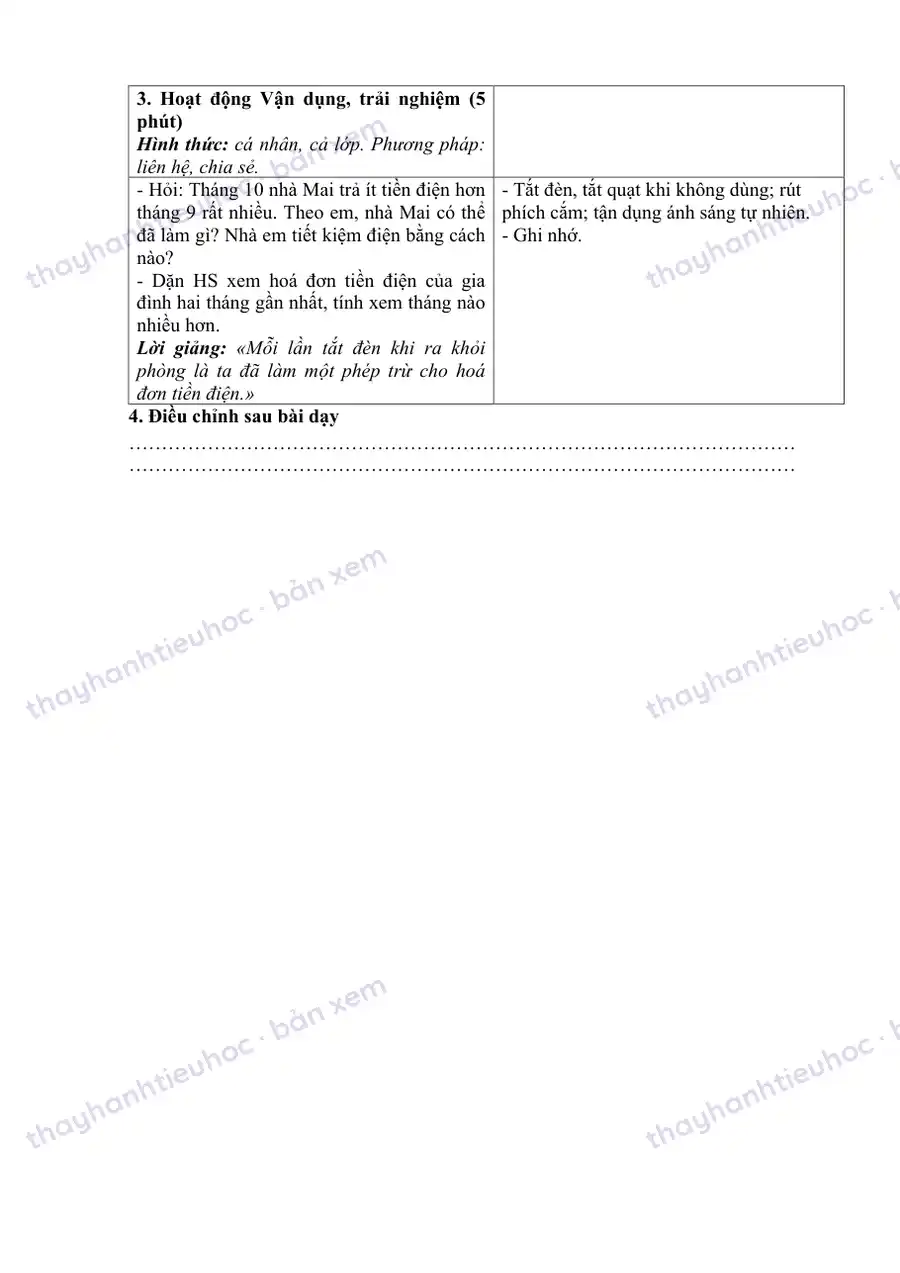 3. Hoạt động Vận dụng, trải nghiệm (5
phút)
Hình thức: cá nhân, cả lớp. Phương pháp:
liên hệ, chia sẻ.
- Hỏi: Tháng 10 nhà Mai trả ít tiền điện hơn
tháng 9 rất nhiều. Theo em, nhà Mai có thể
đã làm gì? Nhà em tiết kiệm điện bằng cách
nào?
- Dặn HS xem hoá đơn tiền điện của gia
đình hai tháng gần nhất, tính xem tháng nào
nhiều hơn.
Lời giảng: «Mỗi lần tắt đèn khi ra khỏi
phòng là ta đã làm một phép trừ cho hoá
đơn tiền điện.»
- Tắt đèn, tắt quạt khi không dùng; rút
phích cắm; tận dụng ánh sáng tự nhiên.
- Ghi nhớ.
4. Điều chỉnh sau bài dạy
……………………………………………………………………………………………
……………………………………………………………………………………………
thayhanhtieuhoc · bản xem
thayhanhtieuhoc · b
thayhanhtieuhoc · bản xem
thayhanhtieuhoc · b
thayhanhtieuhoc · bản xem
thayhanhtieuhoc · b